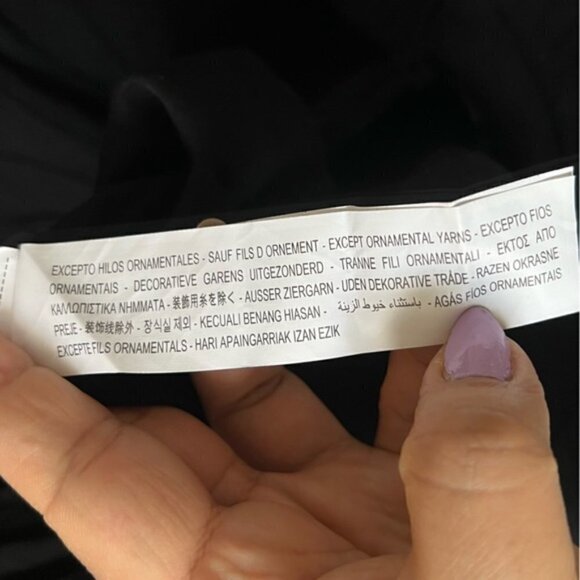 EXCEPTO HILOS ORNAMENTALES - SAUF FILS D ORNEMENT - EXCEPT ORNAMENTAL YARNS - EXCEPTO FIOS
ORNAMENTAIS - DECORATIEVE GARENS UITGEZONDERD - TRANNE FILI ORNAMENTALI - ΕΚΤΟΣ ΑΠΟ
ΚΑΛΛΩΠΙΣΤΙΚΑ ΝΗΜΜΑΤΑ - 装飾用糸を除く - AUSSER ZIERGARN - UDEN DEKORATIVE TRÅDE - RAZEN OKRASNE
PREJE - 装饰线除外 - 장식실 제외 - KECUALI BENANG HIASAN - باستثناء خيوط الزينة - AGÁS FIOS ORNAMENTAIS
EXCEPTE FILS ORNAMENTALS - HARI APAINGARRIAK IZAN EZIK